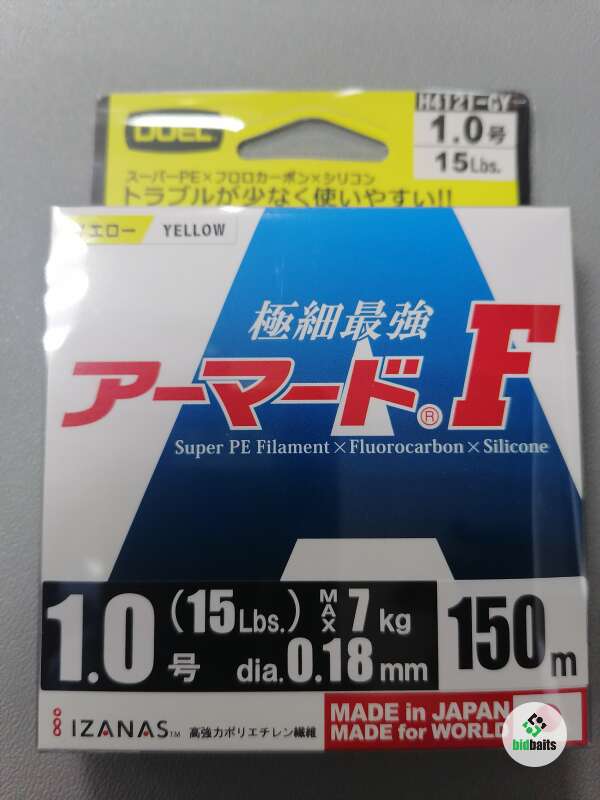 DUEL
H4121-GY
1.0号
15Lbs.
スーパーPE×フロロカーボン×シリコン
トラブルが少なく使いやすい!!
イエロー YELLOW
極細最強
アーマード® F
Super PE Filament×Fluorocarbon×Silicone
1.0号 (15Lbs.) MAX 7kg
dia.0.18mm
150m
IZANAS™ 高強力ポリエチレン繊維
MADE in JAPAN
MADE for WORLD
bidbaits